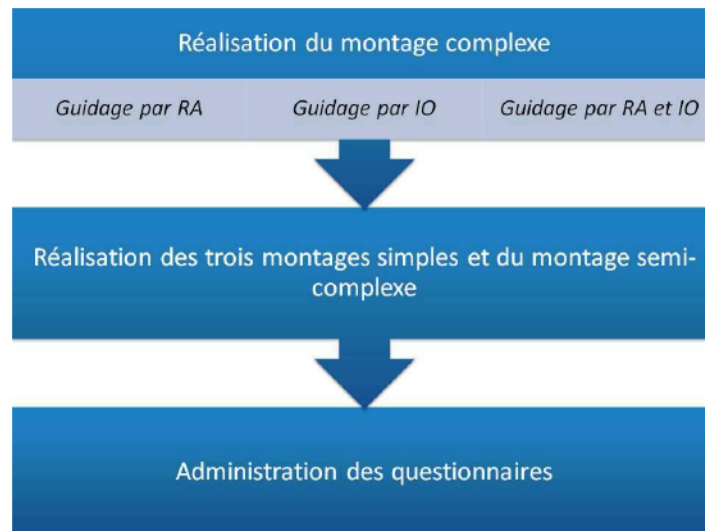 Réalisation du montage complexe
Guidage par RA
Guidage par IO
Guidage par RA et IO
Réalisation des trois montages simples et du montage semi-
complexe
Administration des questionnaires